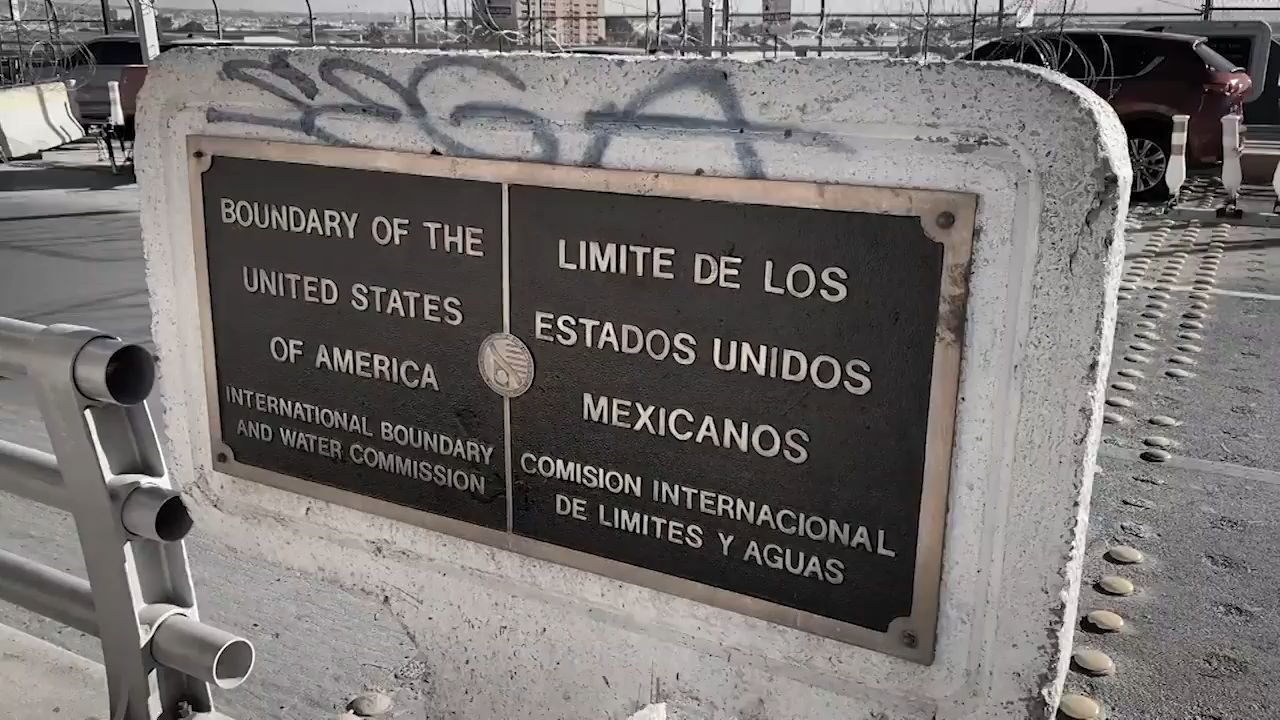 BOUNDARY OF THE
UNITED STATES
OF AMERICA
INTERNATIONAL BOUNDARY
AND WATER COMMISSION
LIMITE DE LOS
ESTADOS UNIDOS
MEXICANOS
COMISION INTERNACIONAL
DE LIMITES Y AGUAS